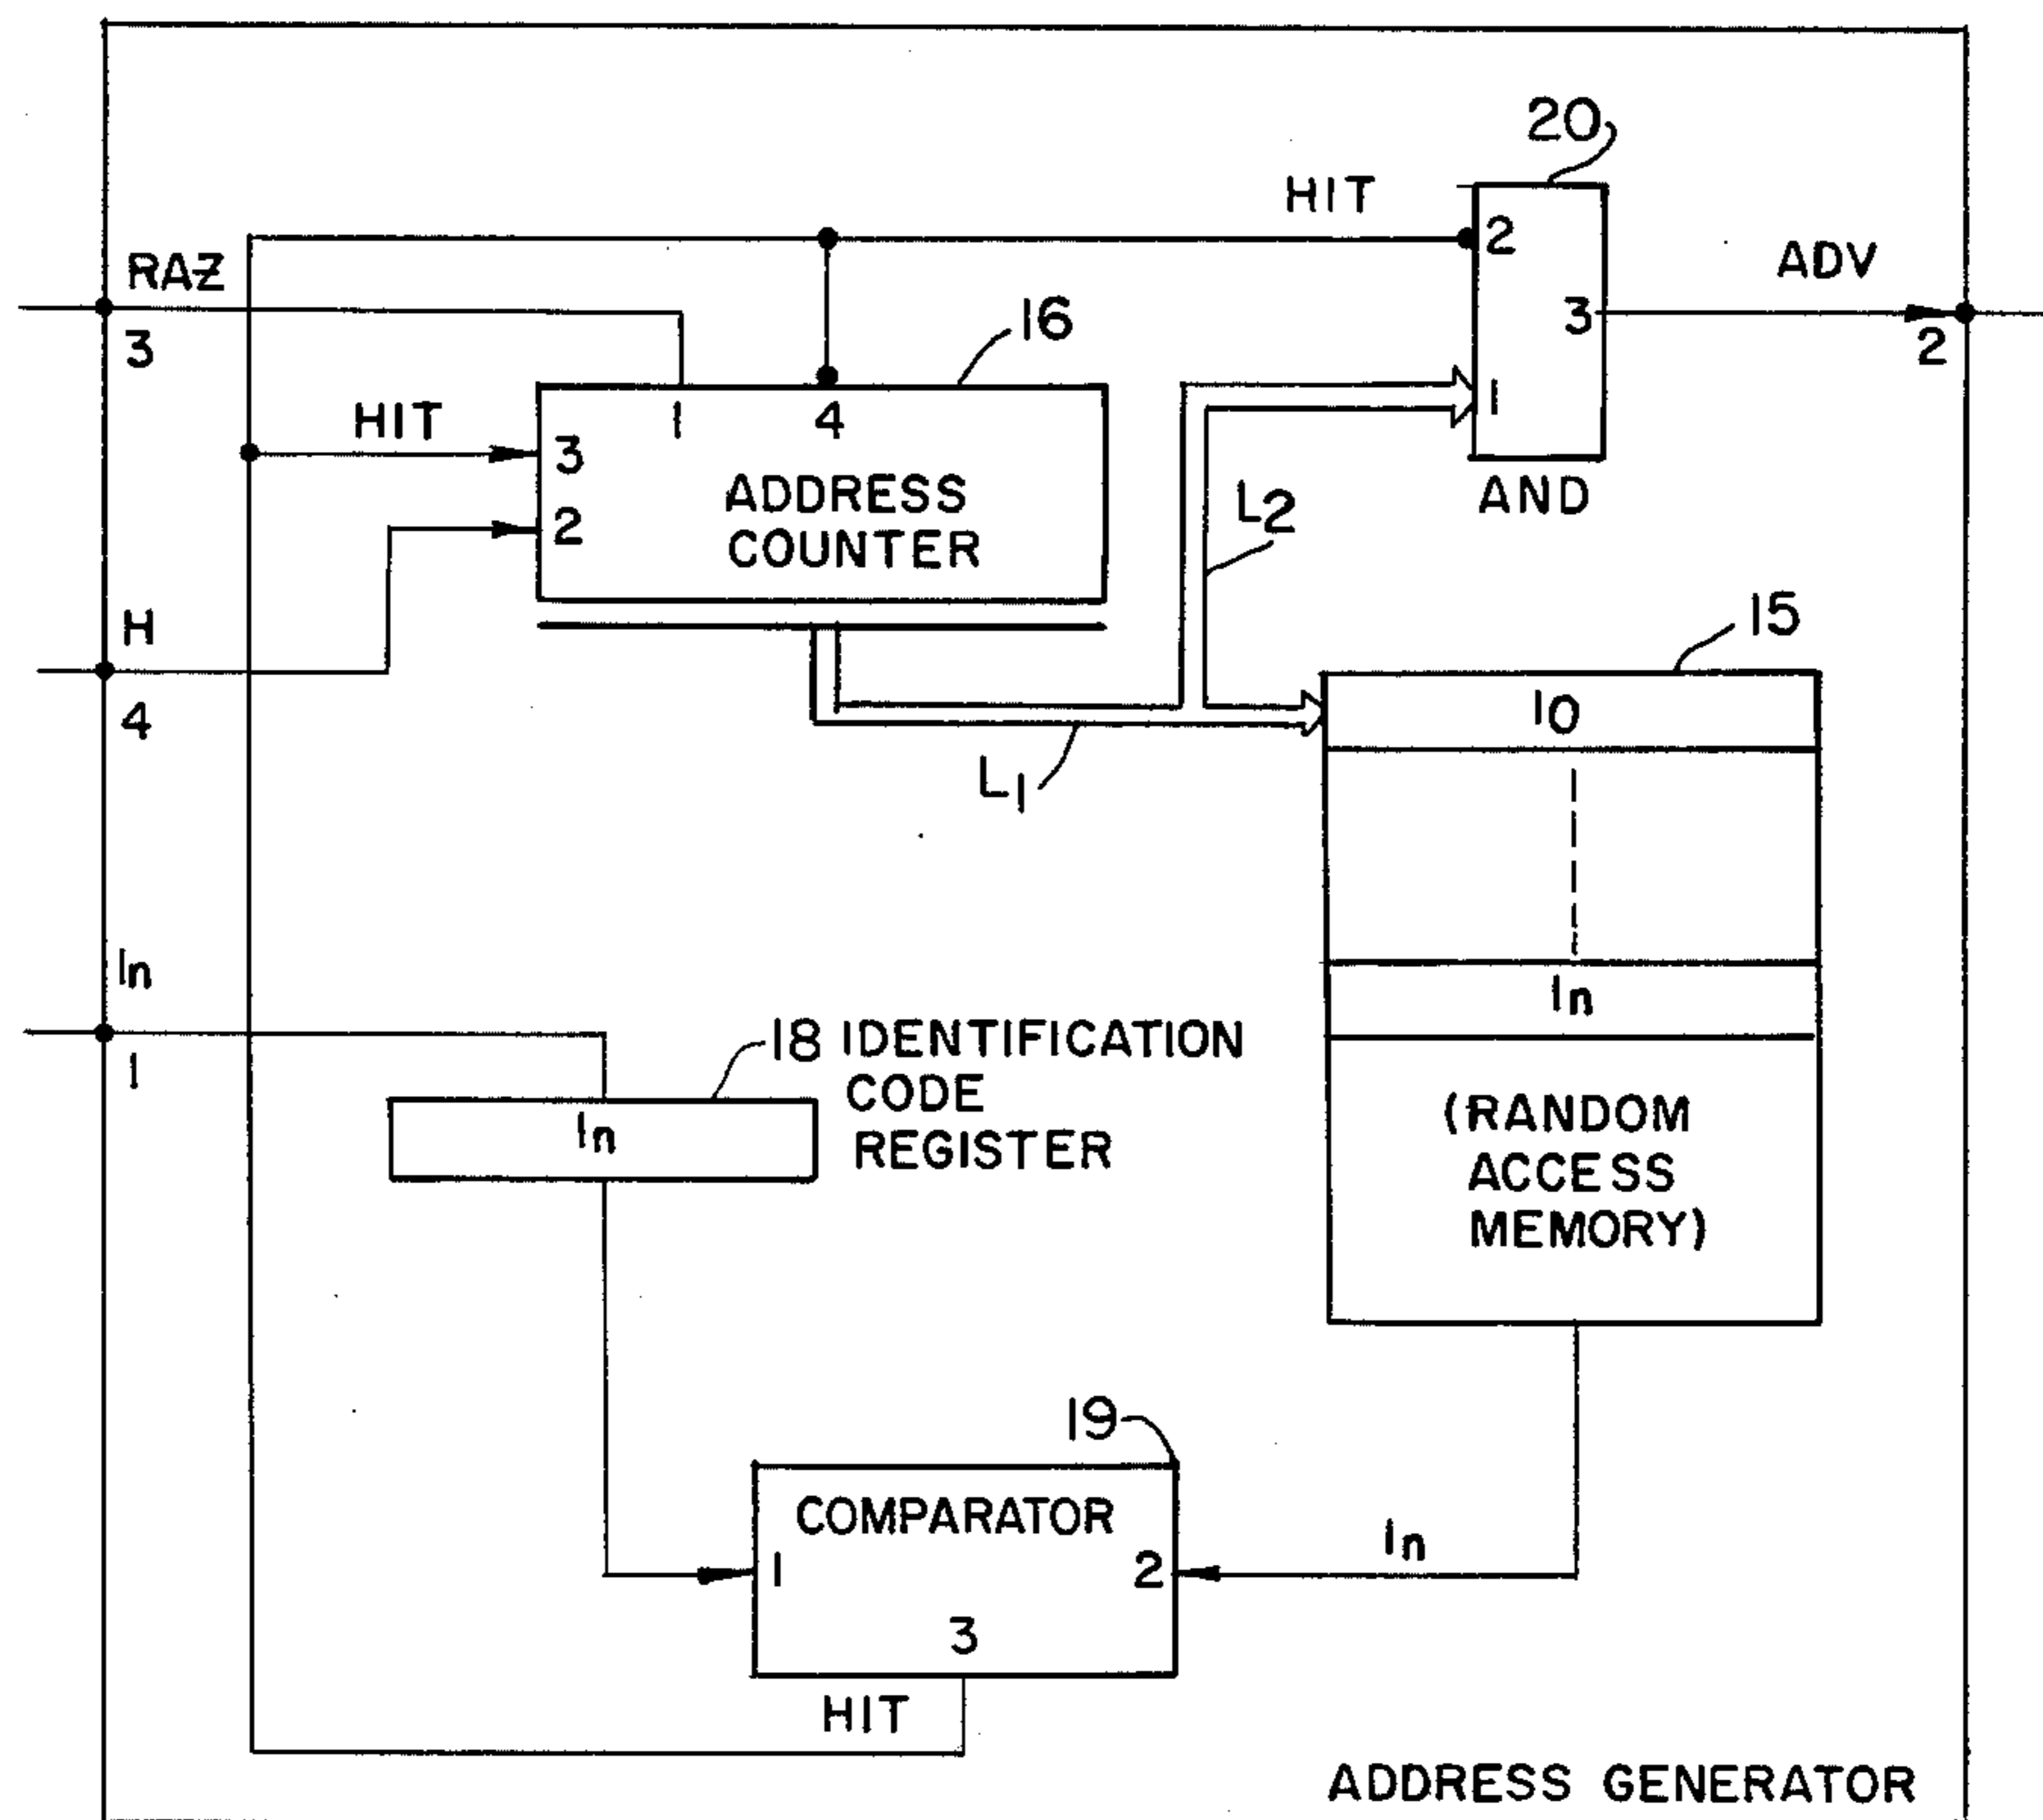 20
HIT
2
ADV
RAZ
3
16
3
2
HIT
1
4
1
3
ADDRESS
COUNTER
2
L2
AND
H
4
15
I0
L1
In
1
In
18 IDENTIFICATION
CODE
REGISTER
In
(RANDOM
ACCESS
MEMORY)
19
COMPARATOR
1
2
In
3
HIT
ADDRESS GENERATOR